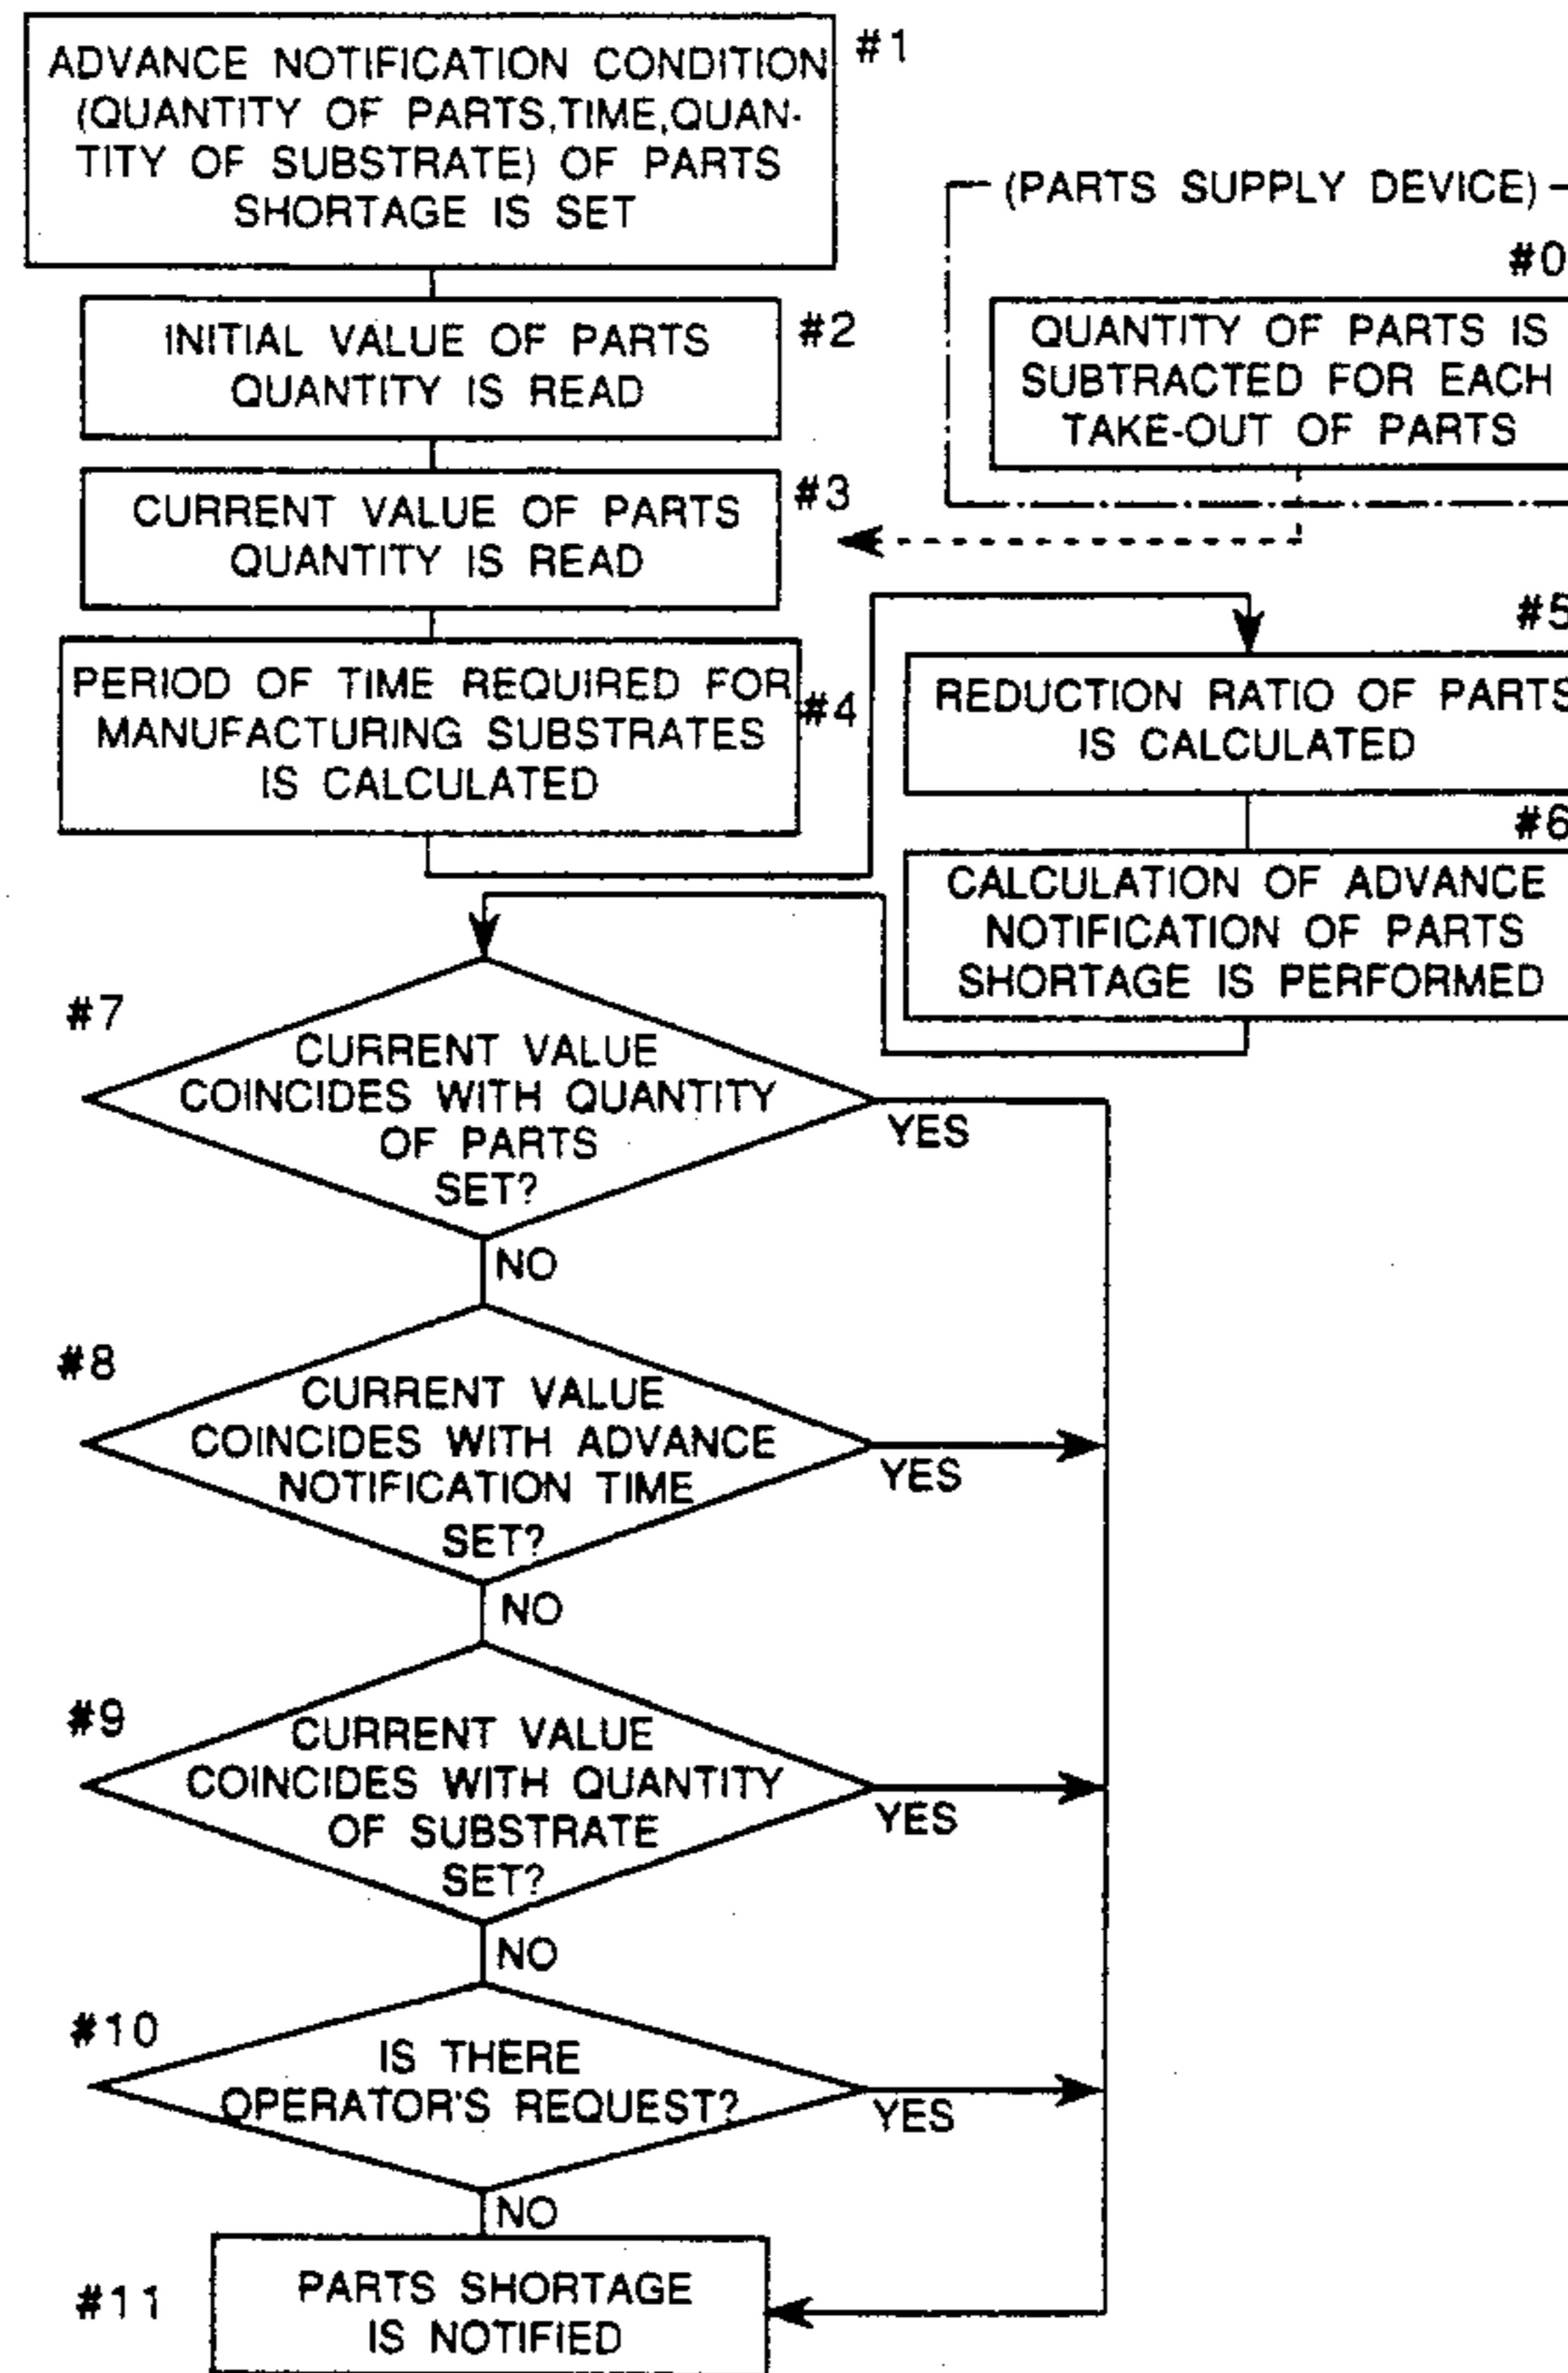 ADVANCE NOTIFICATION CONDITION
(QUANTITY OF PARTS,TIME,QUAN-
TITY OF SUBSTRATE) OF PARTS
SHORTAGE IS SET
#1
INITIAL VALUE OF PARTS
QUANTITY IS READ
#2
(PARTS SUPPLY DEVICE)
#0
QUANTITY OF PARTS IS
SUBTRACTED FOR EACH
TAKE-OUT OF PARTS
CURRENT VALUE OF PARTS
QUANTITY IS READ
#3
PERIOD OF TIME REQUIRED FOR
MANUFACTURING SUBSTRATES
IS CALCULATED
#4
#5
REDUCTION RATIO OF PARTS
IS CALCULATED
#6
CALCULATION OF ADVANCE
NOTIFICATION OF PARTS
SHORTAGE IS PERFORMED
#7
CURRENT VALUE
COINCIDES WITH QUANTITY
OF PARTS
SET?
YES
NO
#8
CURRENT VALUE
COINCIDES WITH ADVANCE
NOTIFICATION TIME
SET?
YES
NO
#9
CURRENT VALUE
COINCIDES WITH QUANTITY
OF SUBSTRATE
SET?
YES
NO
#10
IS THERE
OPERATOR'S REQUEST?
YES
NO
#11
PARTS SHORTAGE
IS NOTIFIED